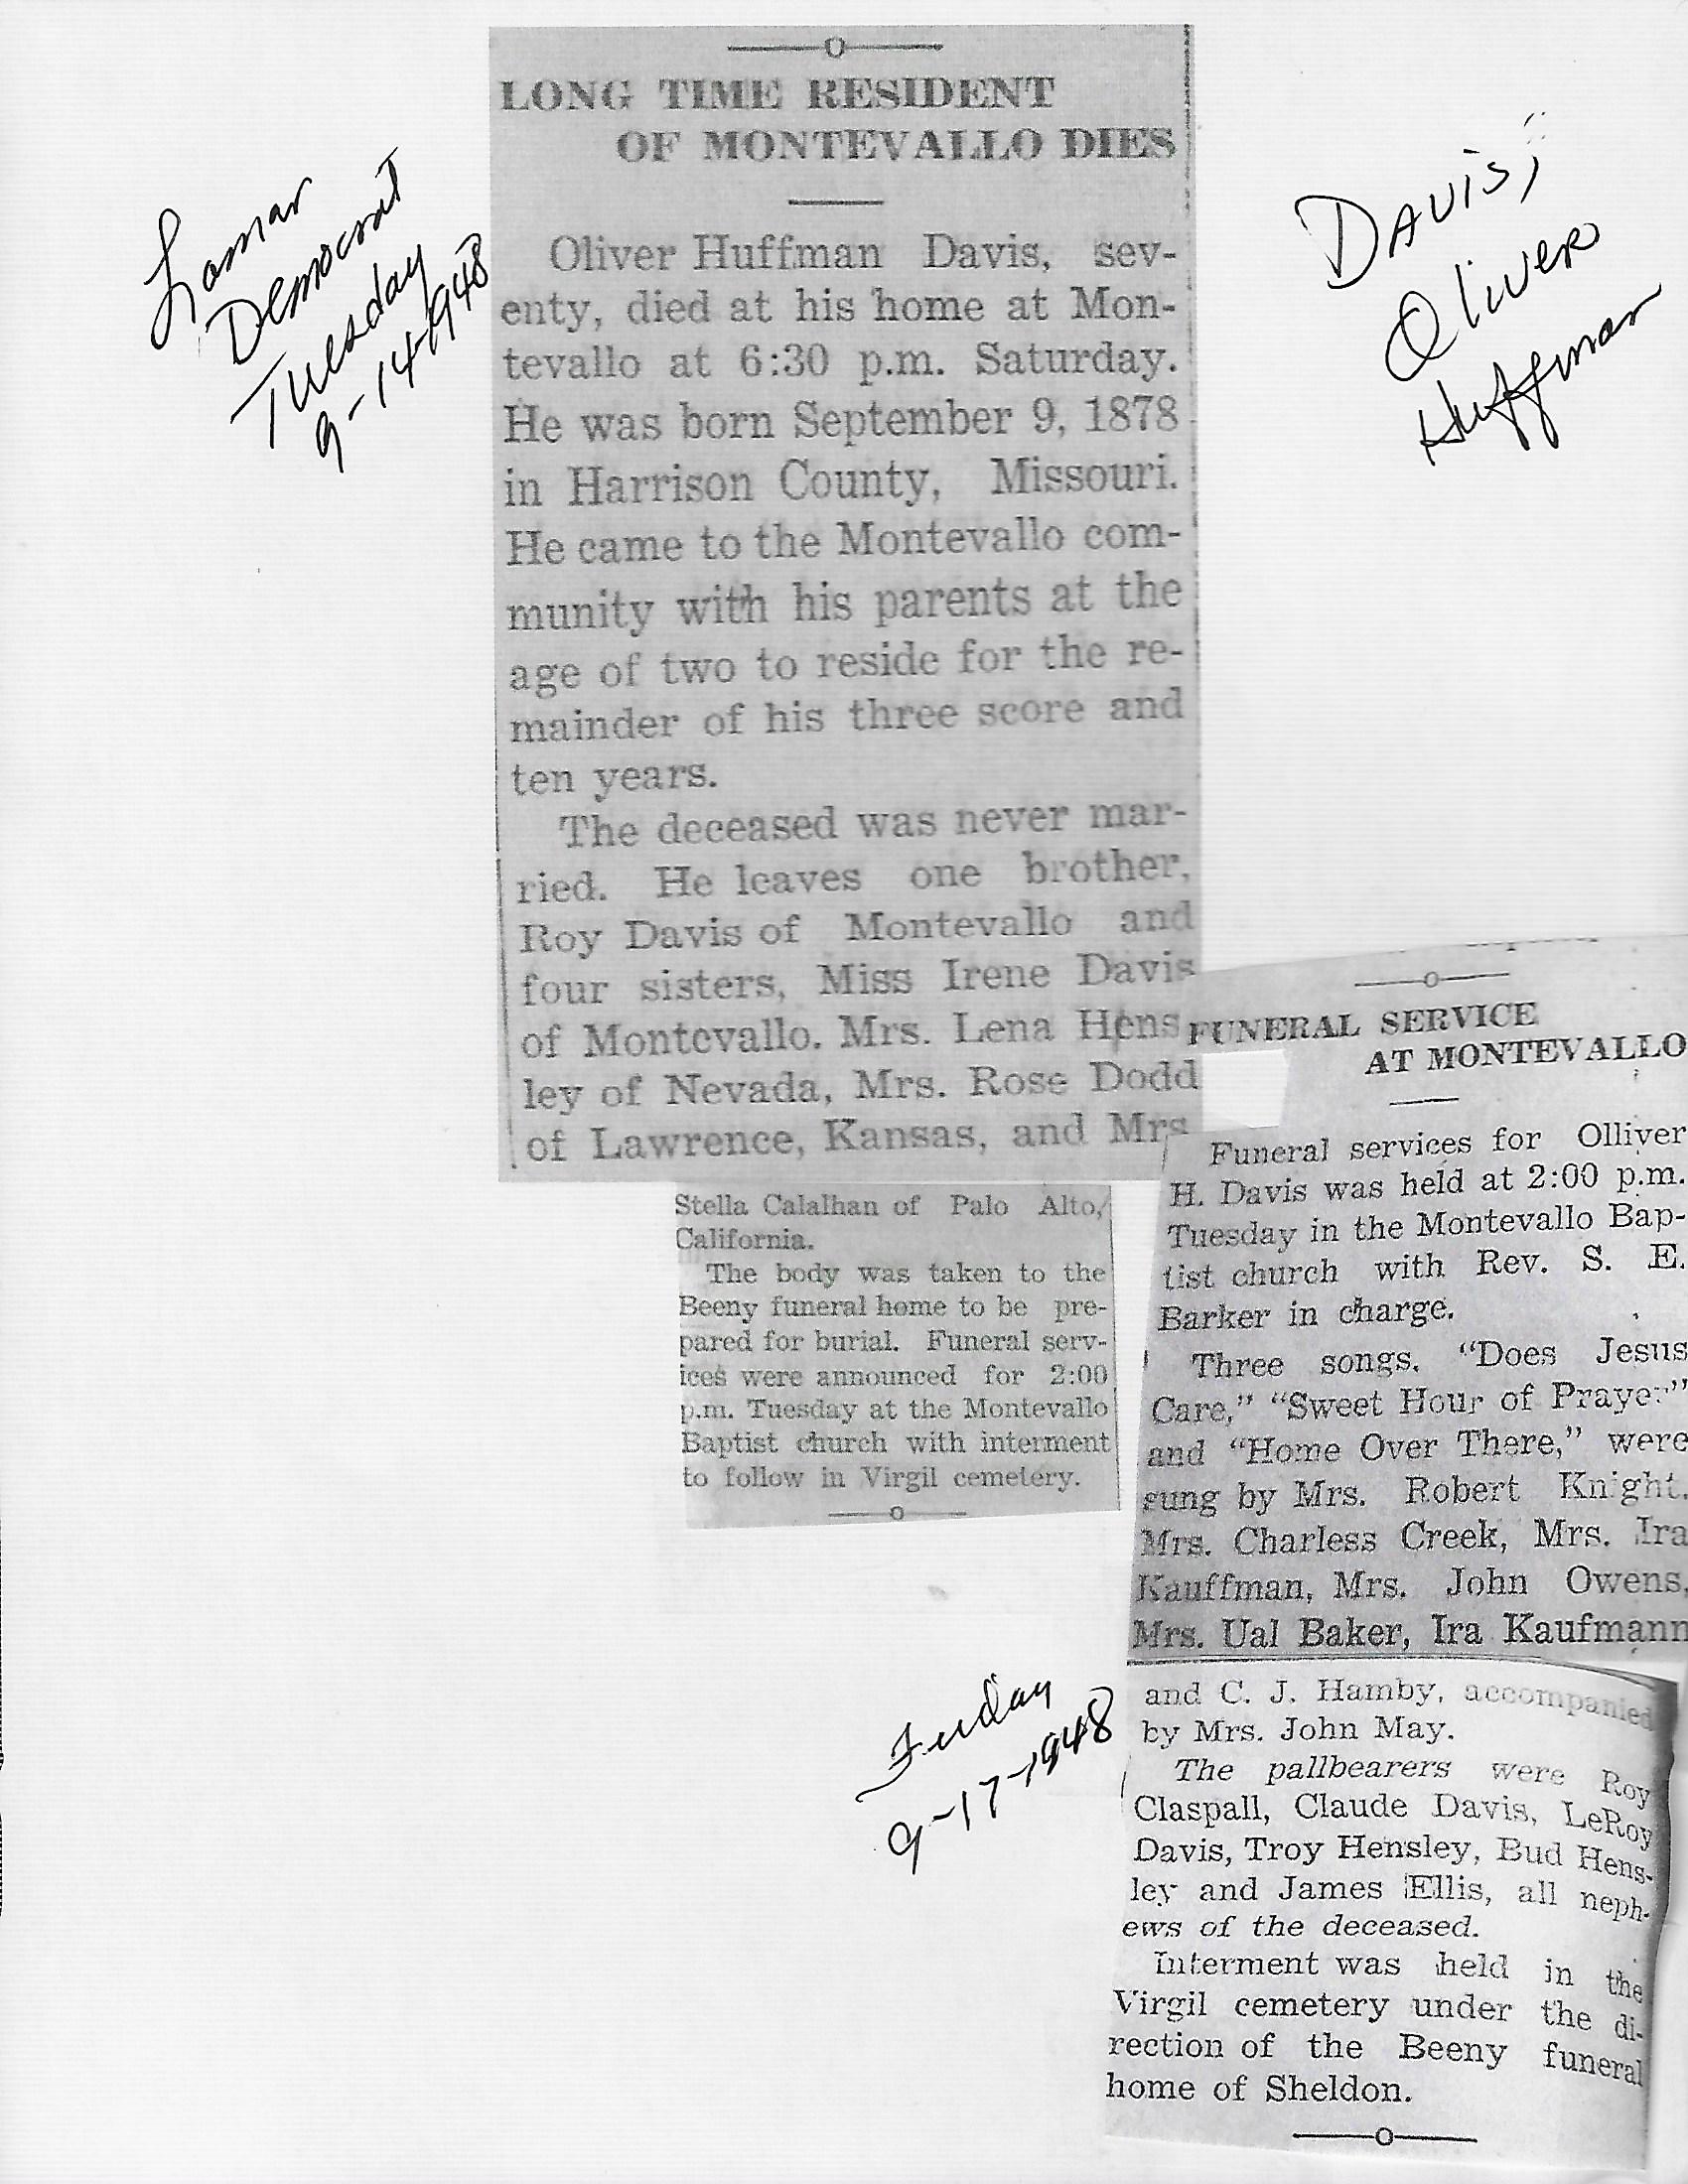 Lamar
Democrat
Tuesday
9-14-1948
Davis,
Oliver
Huffman
LONG TIME RESIDENT
OF MONTEVALLO DIES
Oliver Huffman Davis, sev-
enty, died at his home at Mon-
tevallo at 6:30 p.m. Saturday.
He was born September 9, 1878
in Harrison County, Missouri.
He came to the Montevallo com-
munity with his parents at the
age of two to reside for the re-
mainder of his three score and
ten years.
The deceased was never mar-
ried. He leaves one brother,
Roy Davis of Montevallo and
four sisters, Miss Irene Davis
of Montevallo. Mrs. Lena Hens
ley of Nevada, Mrs. Rose Dodd
of Lawrence, Kansas, and Mrs
Stella Calalhan of Palo Alto,
California.
The body was taken to the
Beeny funeral home to be pre-
pared for burial. Funeral serv-
ices were announced for 2:00
p.m. Tuesday at the Montevallo
Baptist church with interment
to follow in Virgil cemetery.
Friday
9-17-1948
FUNERAL SERVICE
AT MONTEVALLO
Funeral services for Olliver
H. Davis was held at 2:00 p.m.
Tuesday in the Montevallo Bap-
tist church with Rev. S. E.
Barker in charge.
Three songs. "Does Jesus
Care," "Sweet Hour of Prayer"
and "Home Over There," were
sung by Mrs. Robert Knight.
Mrs. Charless Creek, Mrs. Ira
Kauffman, Mrs. John Owens,
Mrs. Ual Baker, Ira Kaufmann
and C. J. Hamby, accompanied
by Mrs. John May.
The pallbearers were Roy
Claspall, Claude Davis, LeRoy
Davis, Troy Hensley, Bud Hens-
ley and James Ellis, all neph-
ews of the deceased.
Interment was held in the
Virgil cemetery under the di-
rection of the Beeny funeral
home of Sheldon.